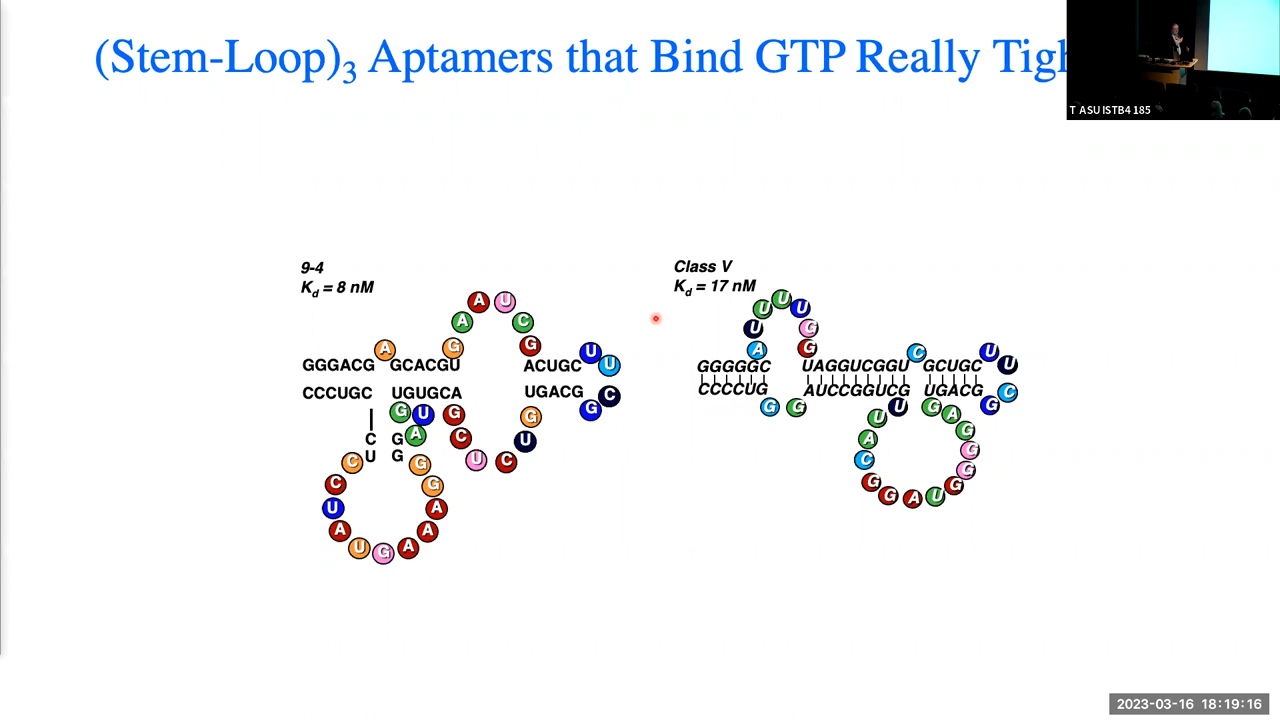 (Stem-Loop)3 Aptamers that Bind GTP Really Tigh
T ASU ISTB4 185
9-4
Kd = 8 nM
A U
A C
A G G
GGGACG GCACGU ACUGC U U
CCCUGC UGUGCA UGACG G C
G U G G
C G A C U
U G U C
C G
C G
U A
A A
U G A
Class V
Kd = 17 nM
U U U
U G
A G
GGGGGC UAGGUCGGU C GCUGC U U
CCCCUG AUCCGGUCG UGACG G C
G G U U G A
A G
C G
G G
G A U G
2023-03-16 18:19:16